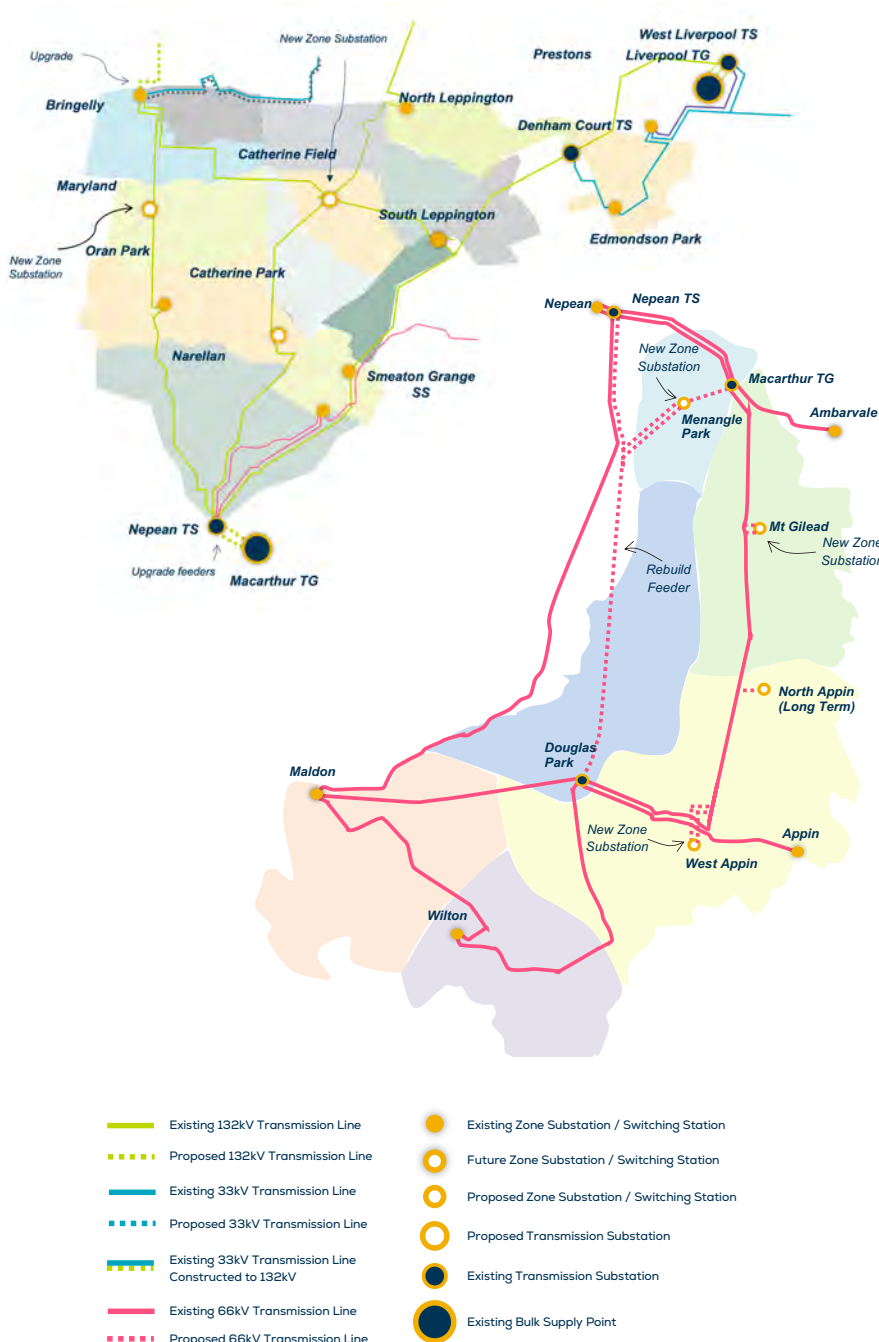 West Liverpool TS
New Zone Substation
Prestons
Liverpool TG
Upgrade
Bringelly
North Leppington
Denham Court TS
Catherine Field
Maryland
South Leppington
New Zone
Substation
Oran Park
Edmondson Park
Catherine Park
Nepean
Nepean TS
Narellan
New Zone
Substation
Smeaton Grange
SS
Macarthur TG
Menangle
Park
Ambarvale
Nepean TS
Mt Gilead
Upgrade feeders
Macarthur TG
New Zone
Substation
Rebuild
Feeder
North Appin
(Long Term)
Douglas
Park
Maldon
New Zone
Substation
Appin
West Appin
Wilton
Existing 132kV Transmission Line
Existing Zone Substation / Switching Station
Proposed 132kV Transmission Line
Future Zone Substation / Switching Station
Existing 33kV Transmission Line
Proposed Zone Substation / Switching Station
Proposed 33kV Transmission Line
Proposed Transmission Substation
Existing 33kV Transmission Line
Constructed to 132kV
Existing Transmission Substation
Existing 66kV Transmission Line
Existing Bulk Supply Point
Proposed 66kV Transmission Line